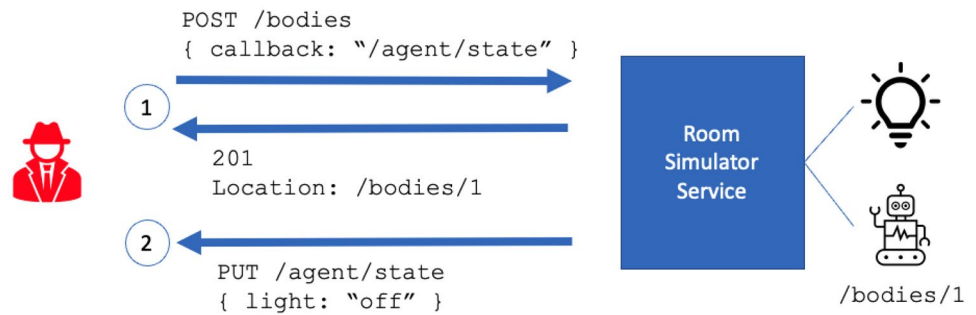 POST /bodies
{ callback: “/agent/state” }
1
201
Location: /bodies/1
2
PUT /agent/state
{ light: “off” }
Room
Simulator
Service
/bodies/1